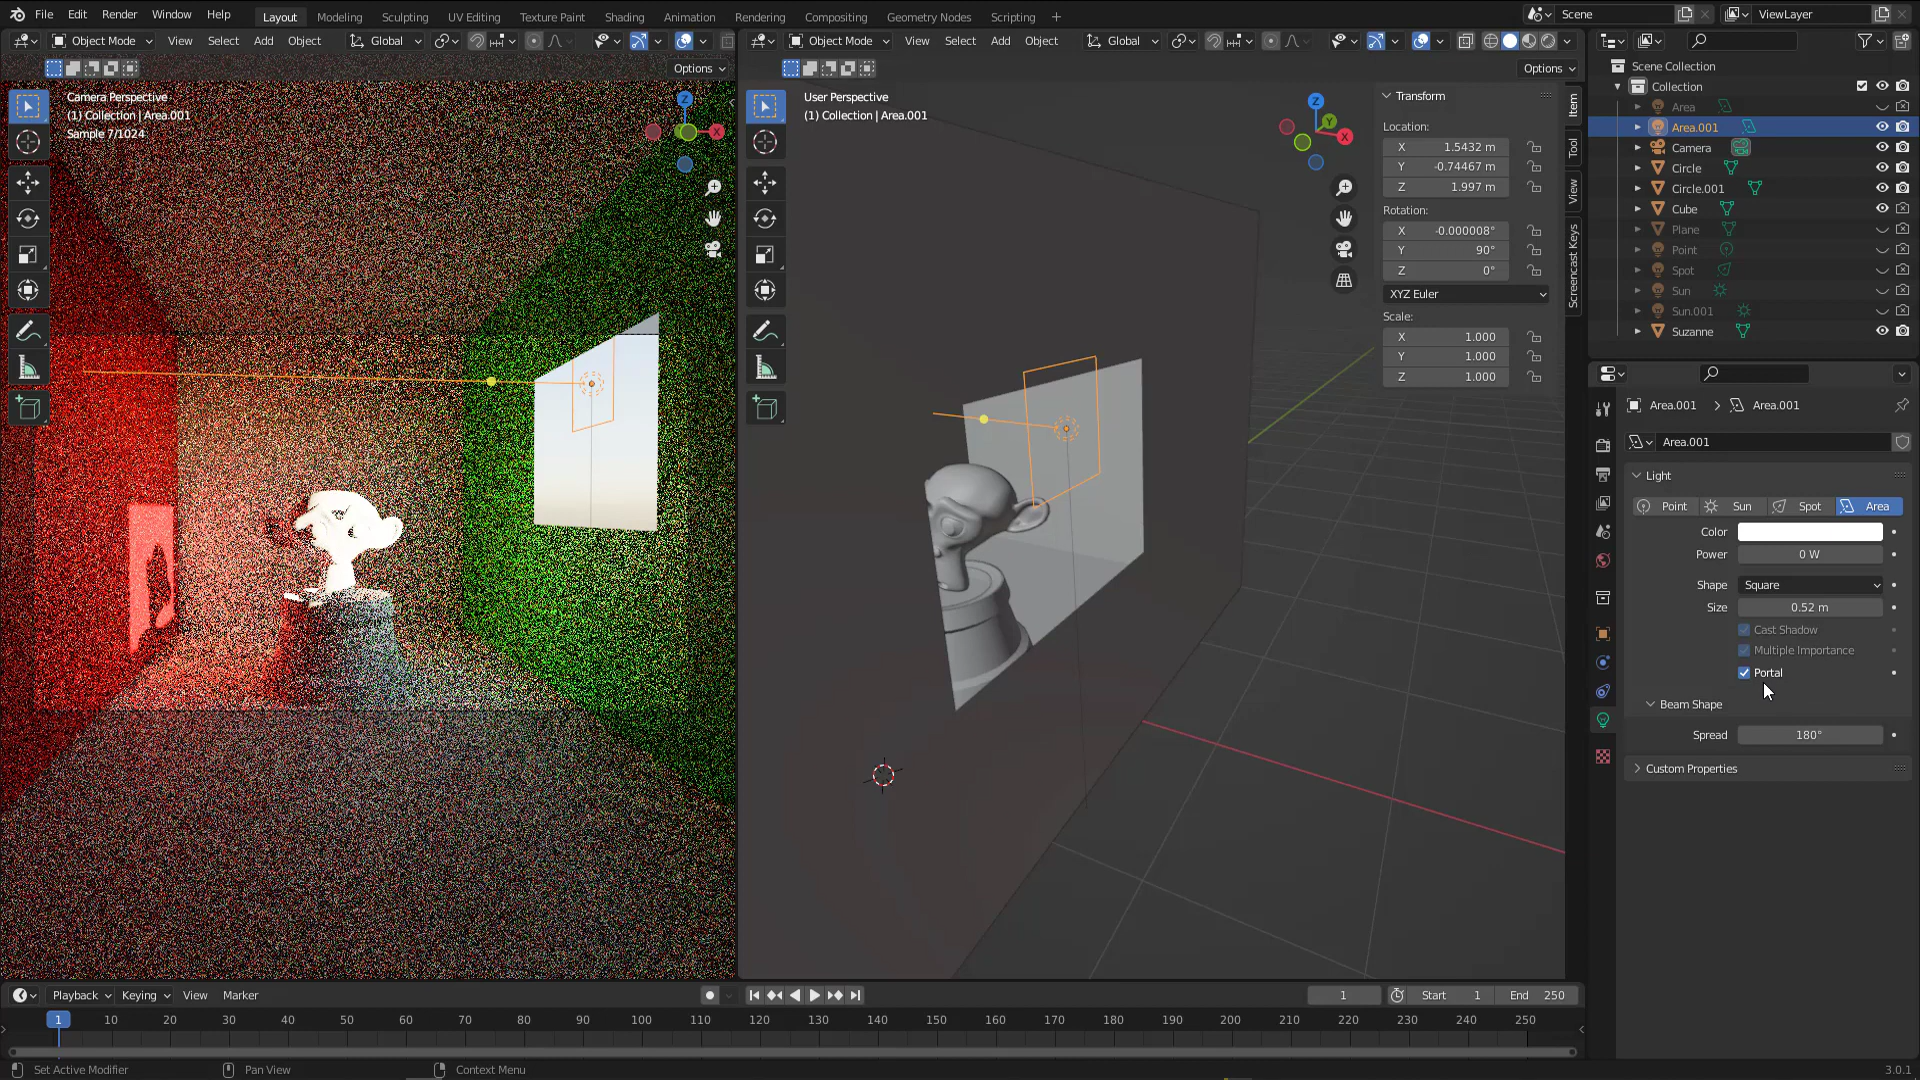 File Edit Render Window Help Layout Modeling Sculpting UV Editing Texture Paint Shading Animation Rendering Compositing Geometry Nodes Scripting + Scene ViewLayer
Object Mode View Select Add Object Global
Object Mode View Select Add Object Global
Options
Options
Camera Perspective
(1) Collection | Area.001
Sample 7/1024
Z
X
User Perspective
(1) Collection | Area.001
Z
Y
X
Transform
Location:
X 1.5432 m
Y -0.74467 m
Z 1.997 m
Rotation:
X -0.000008°
Y 90°
Z 0°
XYZ Euler
Scale:
X 1.000
Y 1.000
Z 1.000
Item
Tool
View
Screencast Keys
Scene Collection
Collection
Area
Area.001
Camera
Circle
Circle.001
Cube
Plane
Point
Spot
Sun
Sun.001
Suzanne
Area.001 > Area.001
Area.001
Light
Point Sun Spot Area
Color
Power 0 W
Shape Square
Size 0.52 m
Cast Shadow
Multiple Importance
Portal
Beam Shape
Spread 180°
Custom Properties
Playback Keying View Marker 1 Start 1 End 250
1 10 20 30 40 50 60 70 80 90 100 110 120 130 140 150 160 170 180 190 200 210 220 230 240 250
Set Active Modifier Pan View Context Menu 3.0.1